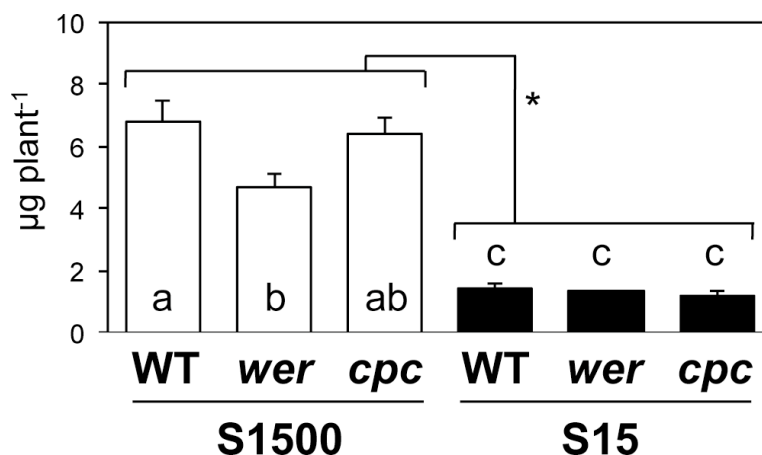 µg plant⁻¹
10
8
6
4
2
0
*
a b ab
c c c
WT wer cpc WT wer cpc
S1500 S15